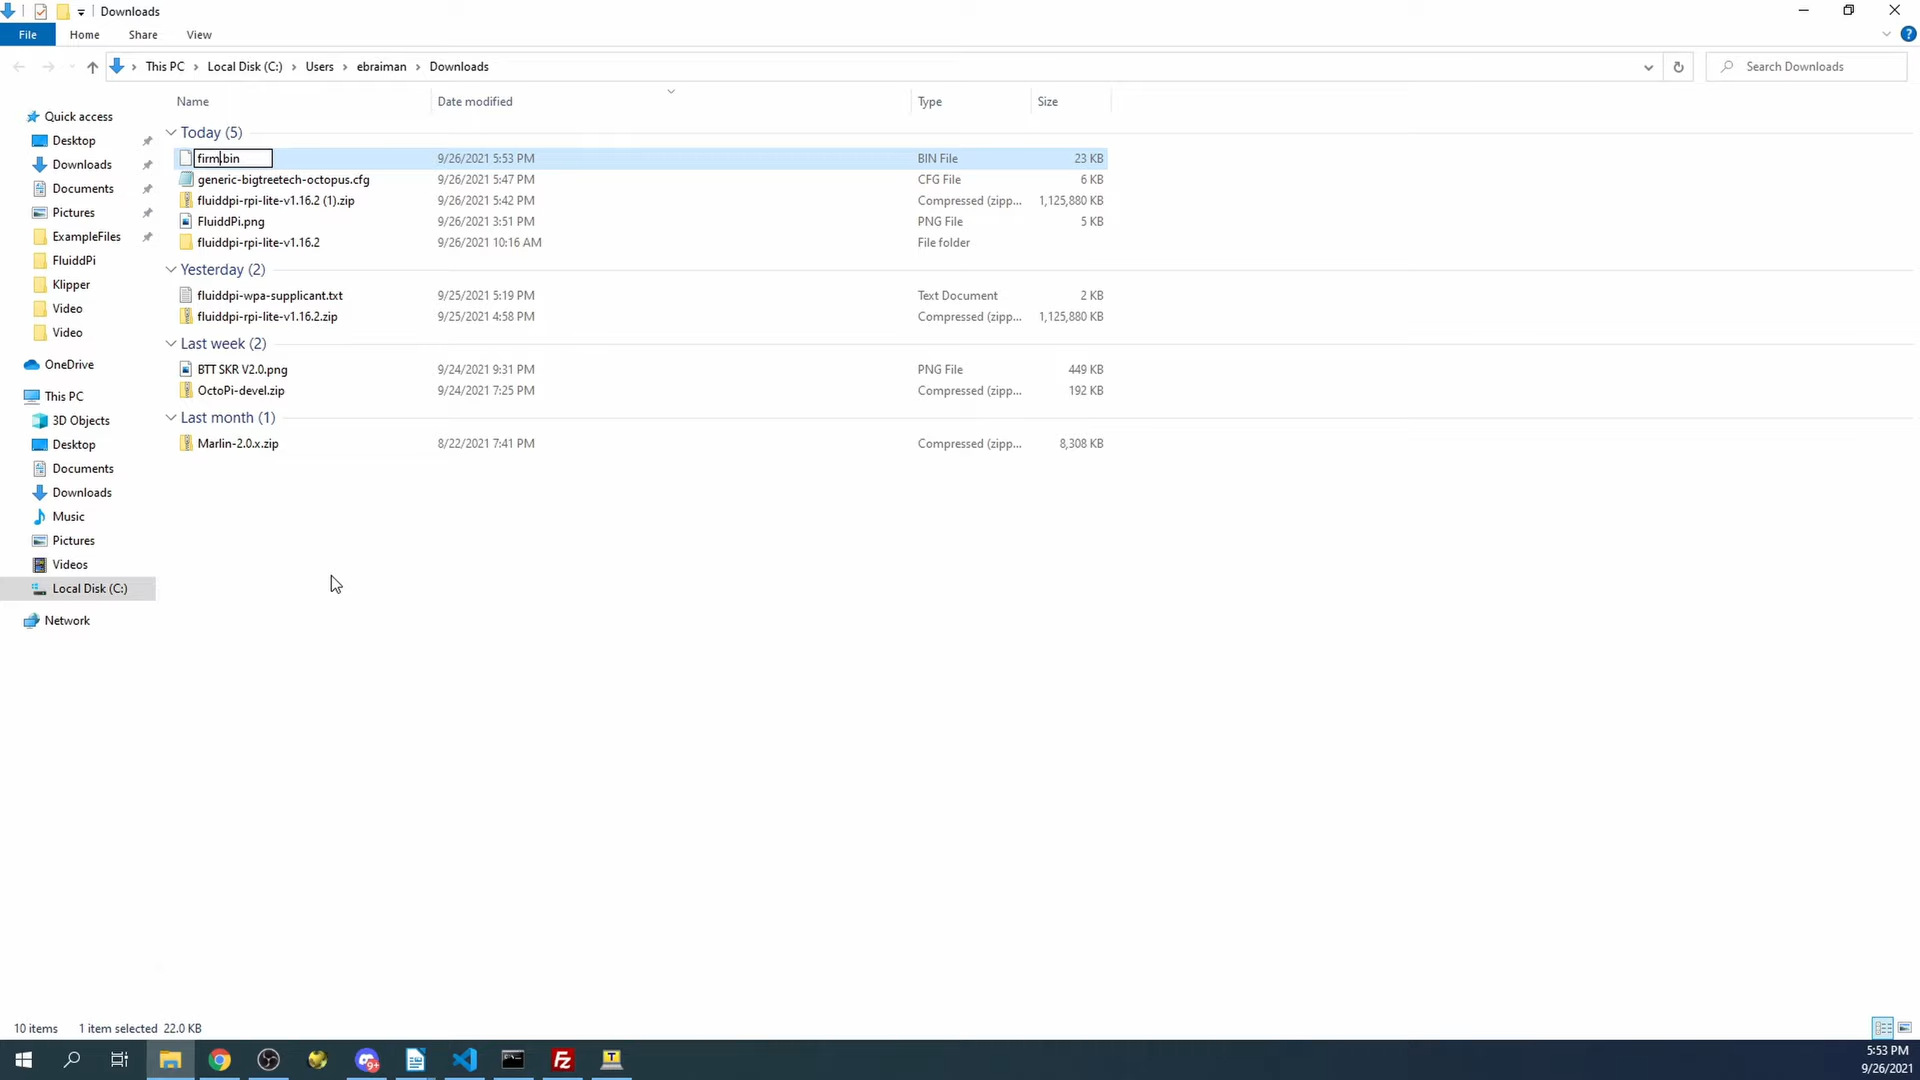 Downloads
File Home Share View
This PC Local Disk (C:) Users ebraiman Downloads Search Downloads
Name Date modified Type Size
Quick access
Desktop
Downloads
Documents
Pictures
ExampleFiles
FluiddPi
Klipper
Video
Video
OneDrive
This PC
3D Objects
Desktop
Documents
Downloads
Music
Pictures
Videos
Local Disk (C:)
Network
Today (5)
firm.bin 9/26/2021 5:53 PM BIN File 23 KB
generic-bigtreetech-octopus.cfg 9/26/2021 5:47 PM CFG File 6 KB
fluiddpi-rpi-lite-v1.16.2 (1).zip 9/26/2021 5:42 PM Compressed (zipp... 1,125,880 KB
FluiddPi.png 9/26/2021 3:51 PM PNG File 5 KB
fluiddpi-rpi-lite-v1.16.2 9/26/2021 10:16 AM File folder
Yesterday (2)
fluiddpi-wpa-supplicant.txt 9/25/2021 5:19 PM Text Document 2 KB
fluiddpi-rpi-lite-v1.16.2.zip 9/25/2021 4:58 PM Compressed (zipp... 1,125,880 KB
Last week (2)
BTT SKR V2.0.png 9/24/2021 9:31 PM PNG File 449 KB
OctoPi-devel.zip 9/24/2021 7:25 PM Compressed (zipp... 192 KB
Last month (1)
Marlin-2.0.x.zip 8/22/2021 7:41 PM Compressed (zipp... 8,308 KB
10 items 1 item selected 22.0 KB
9+
Fz
T
5:53 PM
9/26/2021